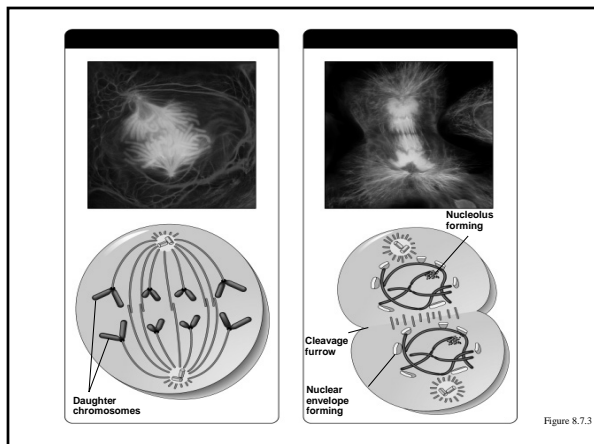 Nucleolus
forming
Cleavage
furrow
Nuclear
envelope
forming
Daughter
chromosomes
Figure 8.7.3